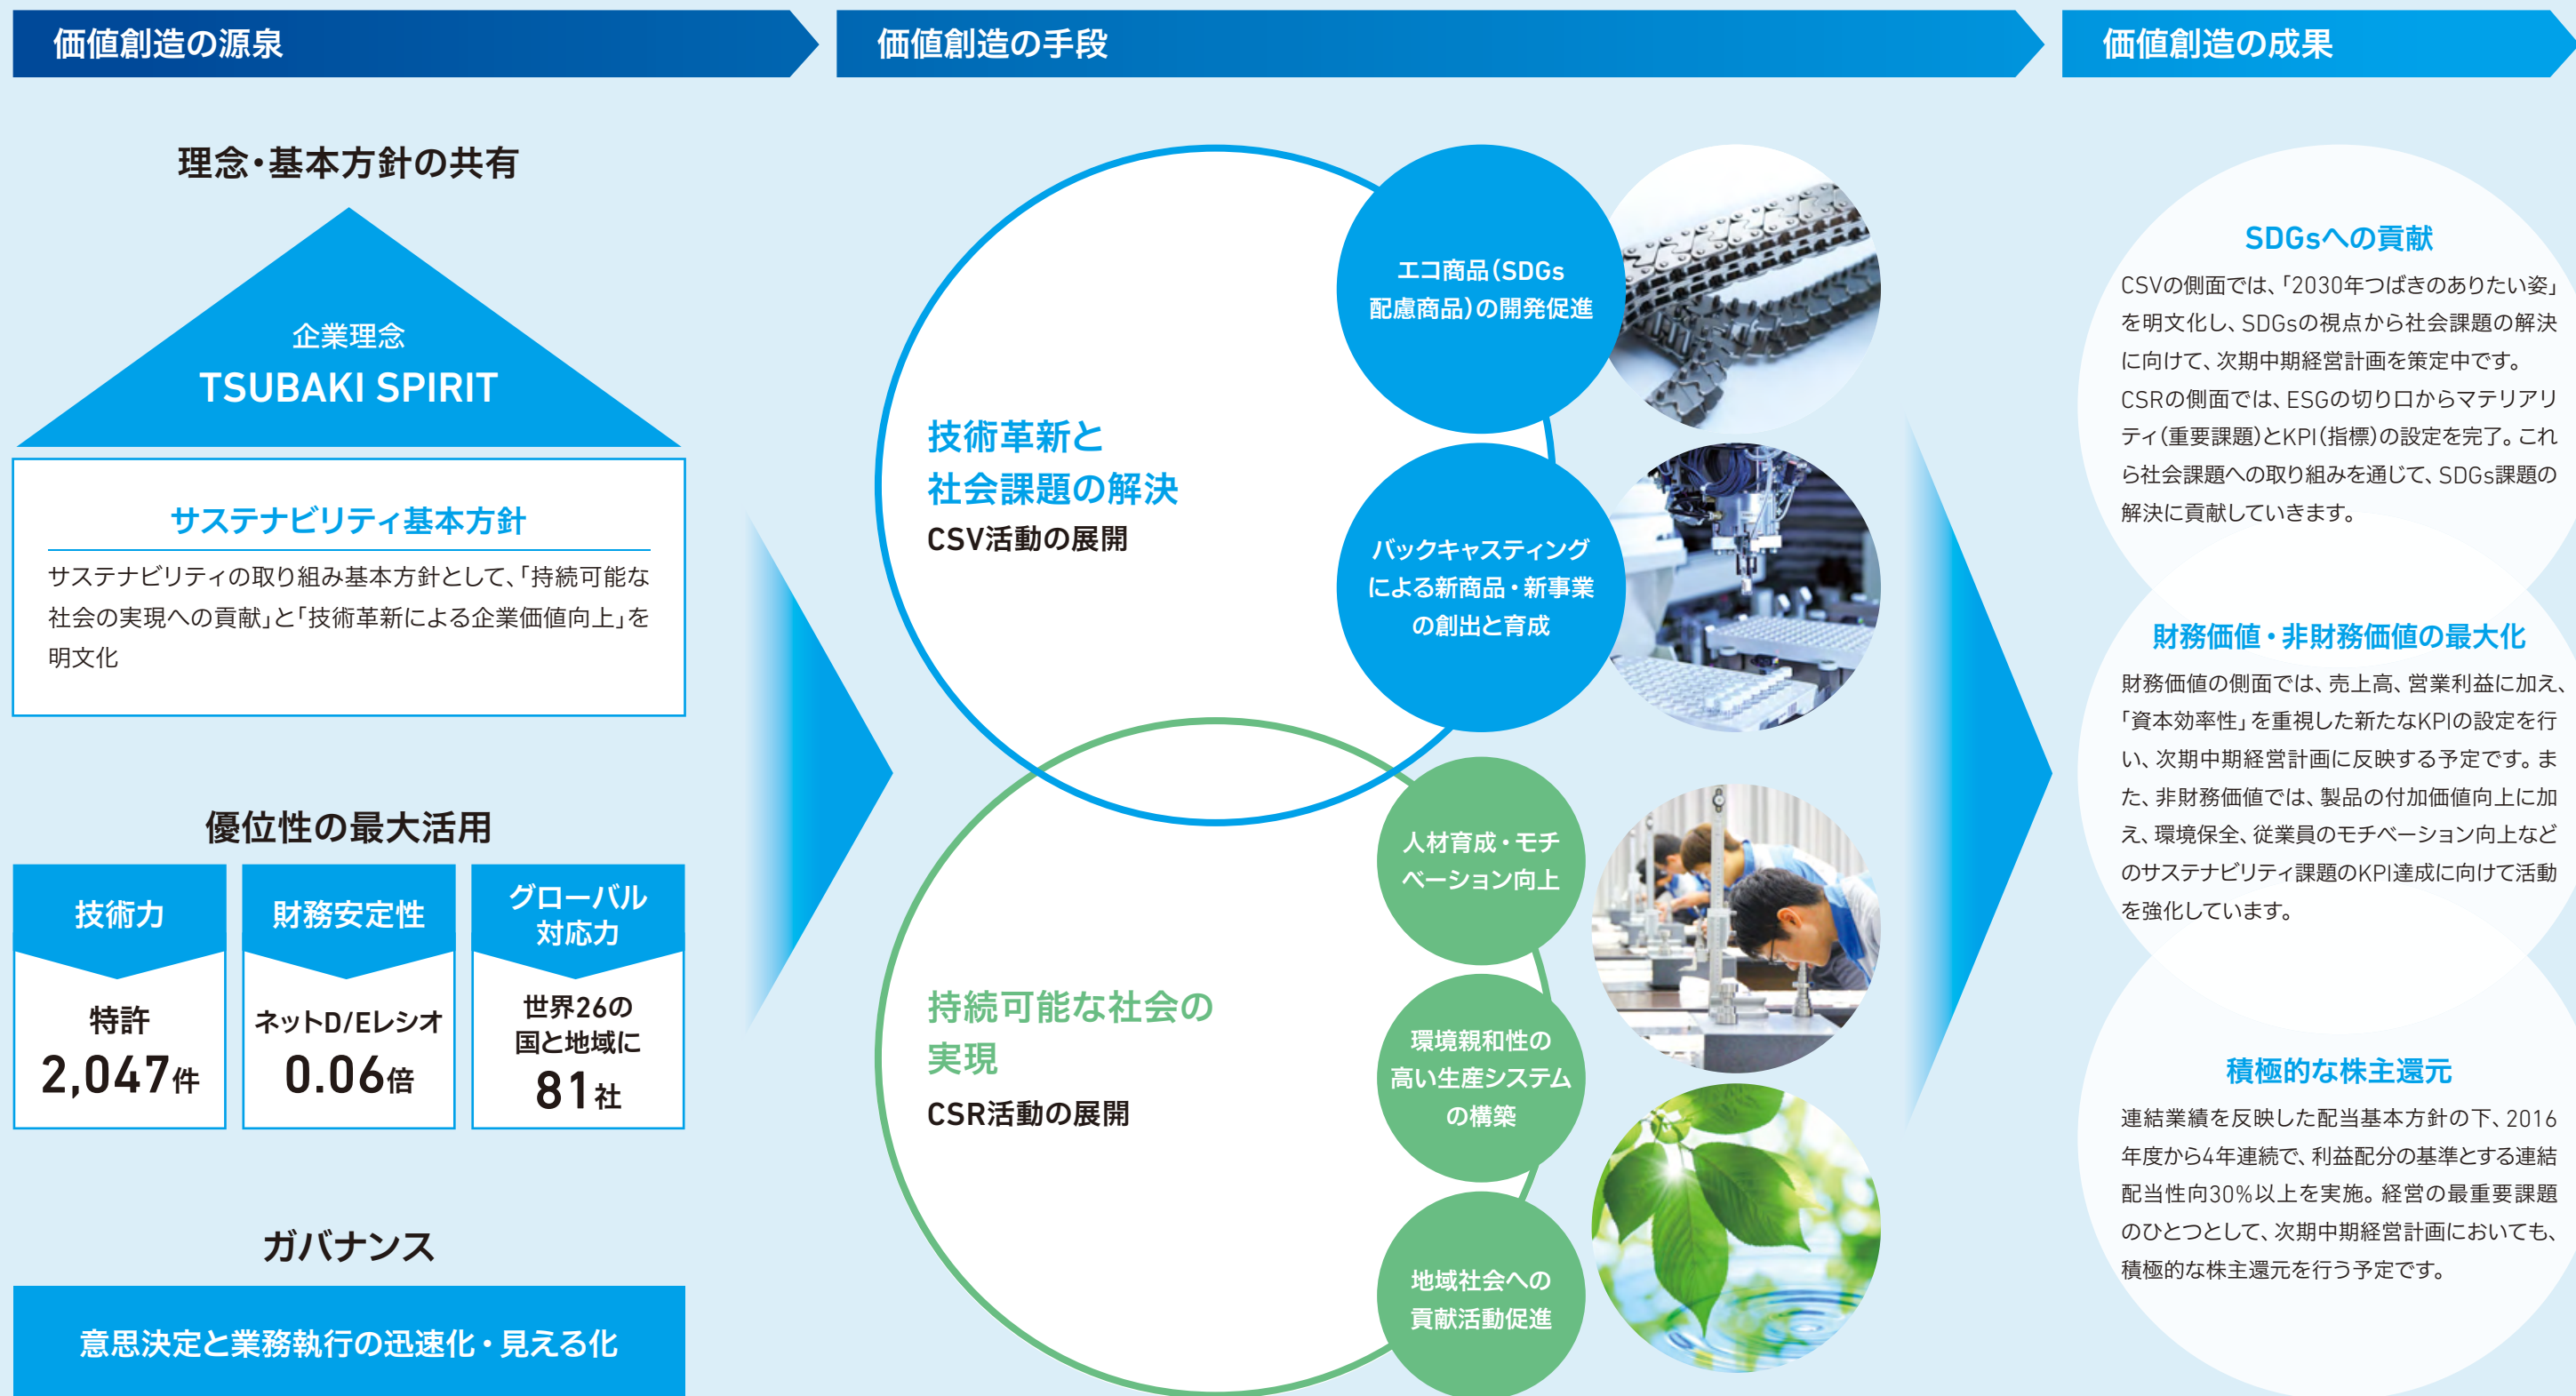 価値創造の源泉
価値創造の手段
価値創造の成果
理念・基本方針の共有
企業理念
TSUBAKI SPIRIT
サステナビリティ基本方針
サステナビリティの取り組み基本方針として、「持続可能な
社会の実現への貢献」と「技術革新による企業価値向上」を
明文化
優位性の最大活用
技術力
特許
2,047件
財務安定性
ネットD/Eレシオ
0.06倍
グローバル
対応力
世界26の
国と地域に
81社
ガバナンス
意思決定と業務執行の迅速化・見える化
技術革新と
社会課題の解決
CSV活動の展開
エコ商品(SDGs
配慮商品)の開発促進
バックキャスティング
による新商品・新事業
の創出と育成
持続可能な社会の
実現
CSR活動の展開
人材育成・モチ
ベーション向上
環境親和性の
高い生産システム
の構築
地域社会への
貢献活動促進
SDGsへの貢献
CSVの側面では、「2030年つばきのありたい姿」
を明文化し、SDGsの視点から社会課題の解決
に向けて、次期中期経営計画を策定中です。
CSRの側面では、ESGの切り口からマテリアリ
ティ(重要課題)とKPI(指標)の設定を完了。これ
ら社会課題への取り組みを通じて、SDGs課題の
解決に貢献していきます。
財務価値・非財務価値の最大化
財務価値の側面では、売上高、営業利益に加え、
「資本効率性」を重視した新たなKPIの設定を行
い、次期中期経営計画に反映する予定です。ま
た、非財務価値では、製品の付加価値向上に加
え、環境保全、従業員のモチベーション向上など
のサステナビリティ課題のKPI達成に向けて活動
を強化しています。
積極的な株主還元
連結業績を反映した配当基本方針の下、2016
年度から4年連続で、利益配分の基準とする連結
配当性向30%以上を実施。経営の最重要課題
のひとつとして、次期中期経営計画においても、
積極的な株主還元を行う予定です。